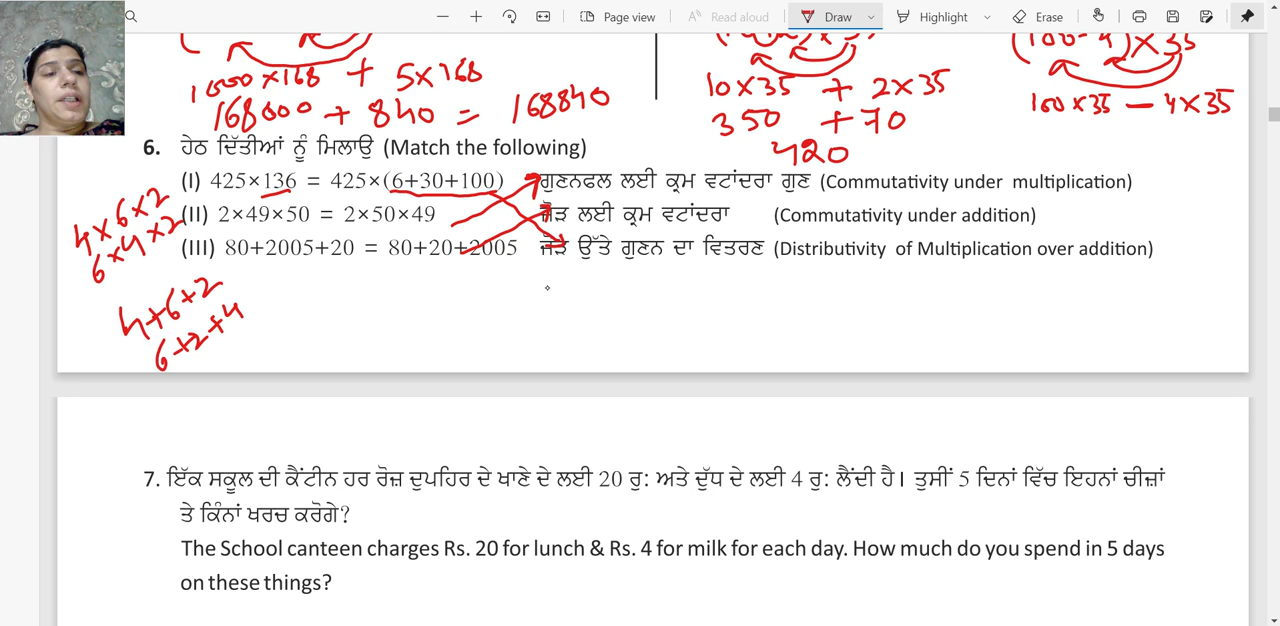 Page view Read aloud Draw Highlight Erase
1000×168 + 5×168
168000 + 840 = 168840
10×35 + 2×35
350 + 70
420
(100-4)×35
100×35 − 4×35
6. ਹੇਠ ਦਿੱਤੀਆਂ ਨੂੰ ਮਿਲਾਉ (Match the following)
(I) 425×136 = 425×(6+30+100) ਗੁਣਨਫਲ ਲਈ ਕ੍ਰਮ ਵਟਾਂਦਰਾ ਗੁਣ (Commutativity under multiplication)
(II) 2×49×50 = 2×50×49 ਜੋੜ ਲਈ ਕ੍ਰਮ ਵਟਾਂਦਰਾ (Commutativity under addition)
(III) 80+2005+20 = 80+20+2005 ਜੋੜ ਉੱਤੇ ਗੁਣਨ ਦਾ ਵਿਤਰਣ (Distributivity of Multiplication over addition)
4×6×2
6×4×2
4+6+2
6+2+4
7. ਇੱਕ ਸਕੂਲ ਦੀ ਕੈਂਟੀਨ ਹਰ ਰੋਜ਼ ਦੁਪਹਿਰ ਦੇ ਖਾਣੇ ਦੇ ਲਈ 20 ਰੁ: ਅਤੇ ਦੁੱਧ ਦੇ ਲਈ 4 ਰੁ: ਲੈਂਦੀ ਹੈ। ਤੁਸੀਂ 5 ਦਿਨਾਂ ਵਿੱਚ ਇਹਨਾਂ ਚੀਜ਼ਾਂ
ਤੇ ਕਿੰਨਾਂ ਖਰਚ ਕਰੋਗੇ?
The School canteen charges Rs. 20 for lunch & Rs. 4 for milk for each day. How much do you spend in 5 days
on these things?